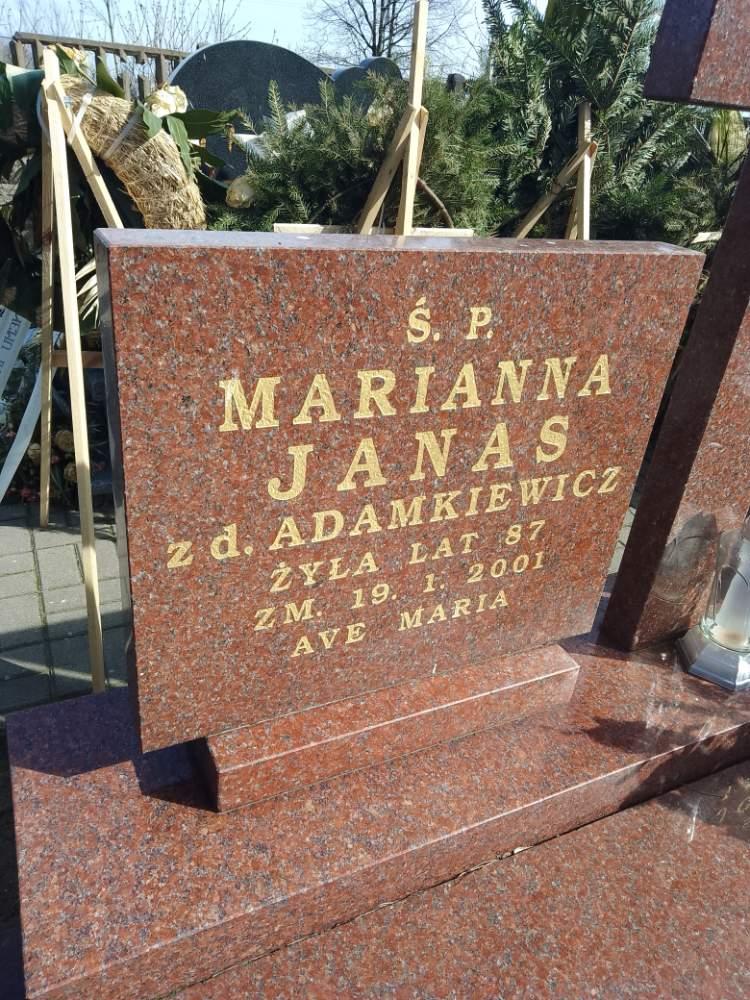 Ś. P.
MARIANNA
JANAS
z d. ADAMKIEWICZ
ŻYŁA LAT 87
ZM. 19. 1. 2001
AVE MARIA